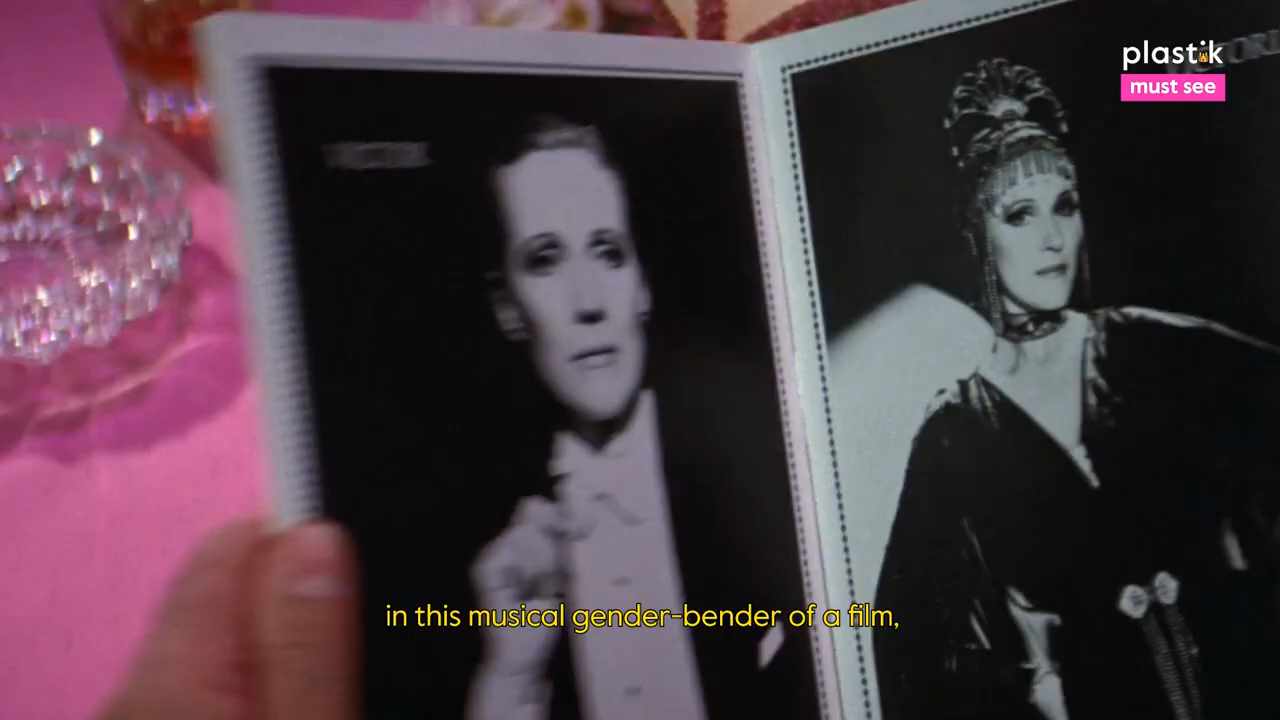 plastik
must see
in this musical gender-bender of a film,